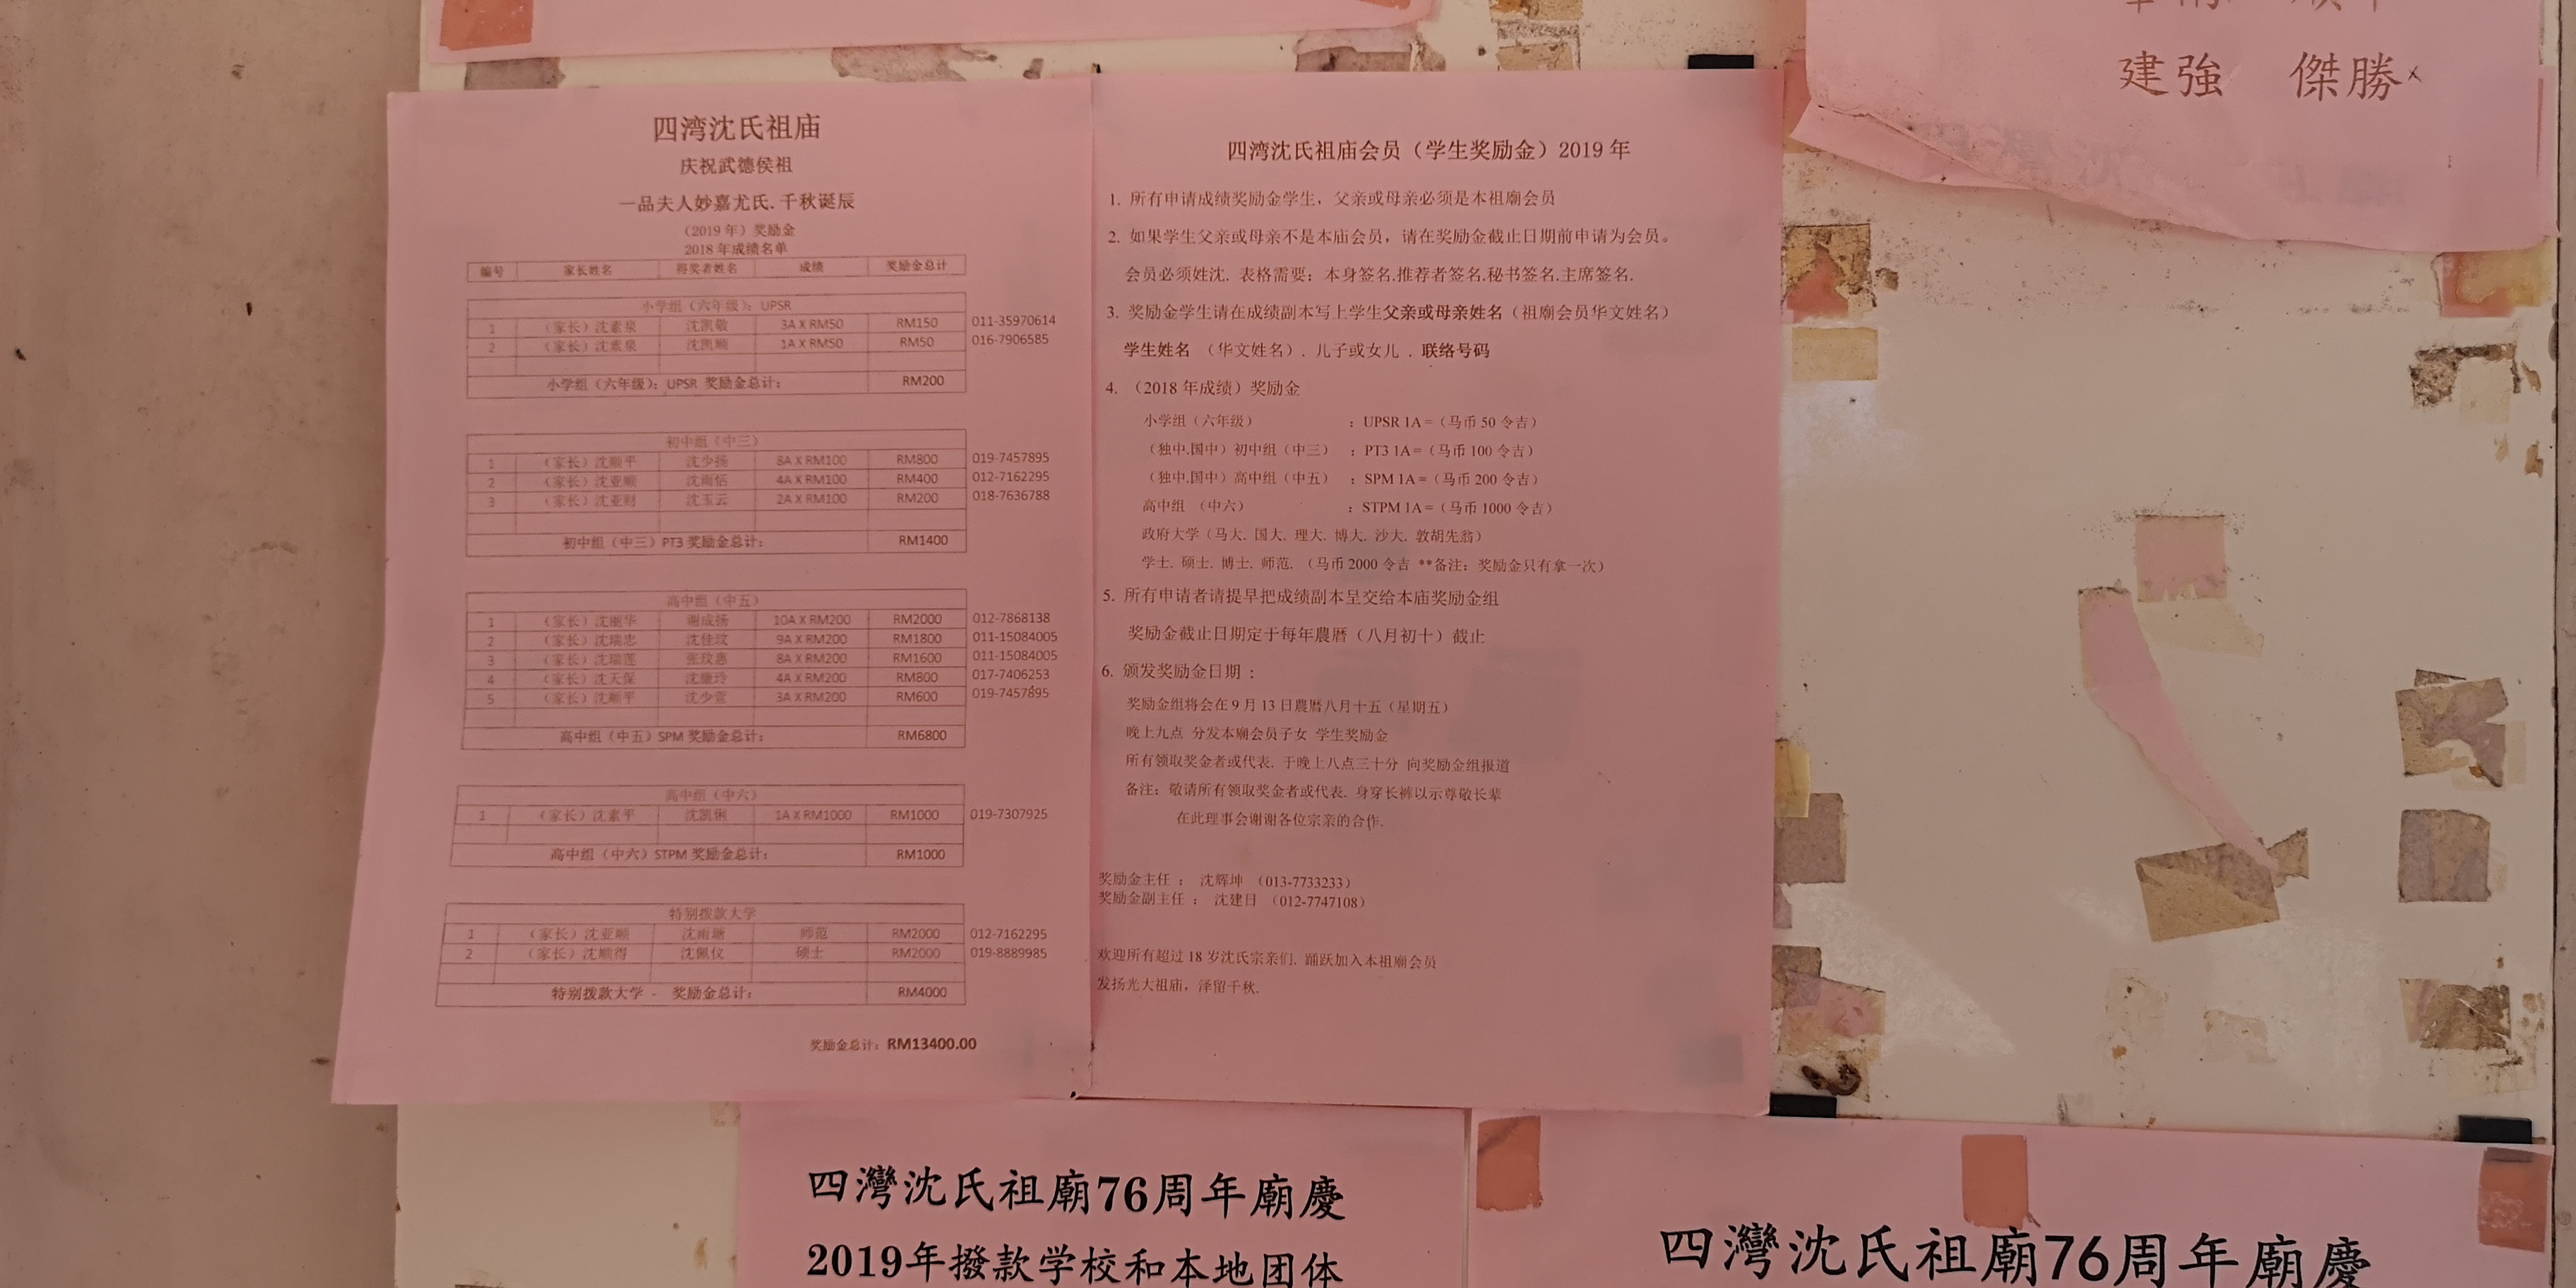 建強 傑勝
四湾沈氏祖庙
庆祝武德侯祖
一品夫人妙嘉尤氏.千秋诞辰
（2019 年）奖励金
2018 年成绩名单
编号 家长姓名 得奖者姓名 成绩 奖励金总计
小学组（六年级）：UPSR
1 （家长）沈素泉 沈凯敬 3A X RM50 RM150 011-35970614
2 （家长）沈素泉 沈凯顺 1A X RM50 RM50 016-7906585
小学组（六年级）：UPSR 奖励金总计： RM200
初中组（中三）
1 （家长）沈顺平 沈少扬 8A X RM100 RM800 019-7457895
2 （家长）沈亚顺 沈雨恬 4A X RM100 RM400 012-7162295
3 （家长）沈亚财 沈玉云 2A X RM100 RM200 018-7636788
初中组（中三）PT3 奖励金总计： RM1400
高中组（中五）
1 （家长）沈丽华 谢成扬 10A X RM200 RM2000 012-7868138
2 （家长）沈瑞忠 沈佳玟 9A X RM200 RM1800 011-15084005
3 （家长）沈瑞莲 张玟惠 8A X RM200 RM1600 011-15084005
4 （家长）沈天保 沈康玲 4A X RM200 RM800 017-7406253
5 （家长）沈顺平 沈少萱 3A X RM200 RM600 019-7457895
高中组（中五）SPM 奖励金总计： RM6800
高中组（中六）
1 （家长）沈素平 沈凯俐 1A X RM1000 RM1000 019-7307925
高中组（中六）STPM 奖励金总计： RM1000
特别拨款大学
1 （家长）沈亚顺 沈雨塘 师范 RM2000 012-7162295
2 （家长）沈顺得 沈佩仪 硕士 RM2000 019-8889985
特别拨款大学 - 奖励金总计： RM4000
奖励金总计：RM13400.00
四湾沈氏祖庙会员（学生奖励金）2019 年
1. 所有申请成绩奖励金学生，父亲或母亲必须是本祖廟会员
2. 如果学生父亲或母亲不是本庙会员，请在奖励金截止日期前申请为会员。
会员必须姓沈. 表格需要：本身签名.推荐者签名.秘书签名.主席签名.
3. 奖励金学生请在成绩副本写上学生父亲或母亲姓名（祖廟会员华文姓名）
学生姓名 （华文姓名）. 儿子或女儿 . 联络号码
4. （2018 年成绩）奖励金
小学组（六年级） ：UPSR 1A =（马币 50 令吉）
（独中.国中）初中组（中三） ：PT3 1A =（马币 100 令吉）
（独中.国中）高中组（中五） ：SPM 1A =（马币 200 令吉）
高中组 （中六） ：STPM 1A =（马币 1000 令吉）
政府大学（马大. 国大. 理大. 博大. 沙大. 敦胡先翁）
学士. 硕士. 博士. 师范. （马币 2000 令吉 **备注：奖励金只有拿一次）
5. 所有申请者请提早把成绩副本呈交给本庙奖励金组
奖励金截止日期定于每年農曆（八月初十）截止
6. 颁发奖励金日期 :
奖励金组将会在 9 月 13 日農曆八月十五（星期五）
晚上九点 分发本廟会员子女 学生奖励金
所有领取奖金者或代表. 于晚上八点三十分 向奖励金组报道
备注：敬请所有领取奖金者或代表. 身穿长裤以示尊敬长辈
在此理事会谢谢各位宗亲的合作.
奖励金主任 ： 沈辉坤 （013-7733233）
奖励金副主任 ： 沈建日 （012-7747108）
欢迎所有超过 18 岁沈氏宗亲们. 踊跃加入本祖廟会员
发扬光大祖庙，泽留千秋.
四灣沈氏祖廟76周年廟慶
2019年撥款学校和本地团体
四灣沈氏祖廟76周年廟慶